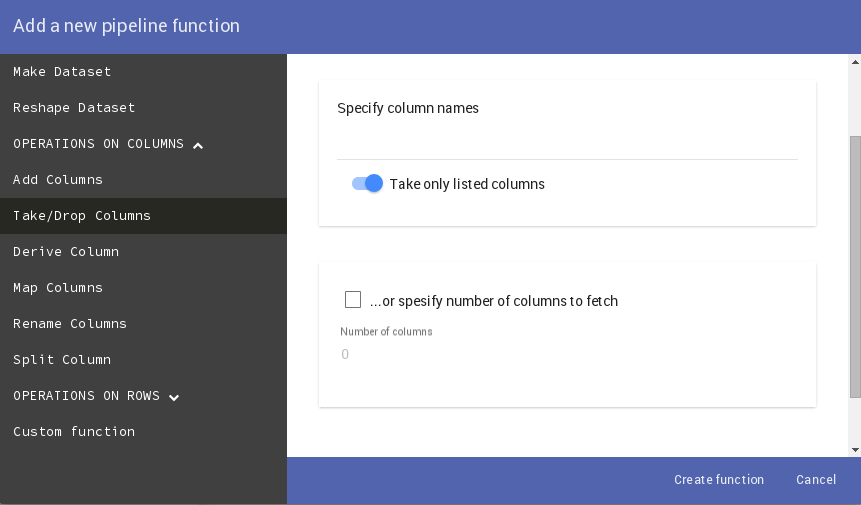 Add a new pipeline function
Make Dataset
Reshape Dataset
OPERATIONS ON COLUMNS
Add Columns
Take/Drop Columns
Derive Column
Map Columns
Rename Columns
Split Column
OPERATIONS ON ROWS
Custom function
Specify column names
Take only listed columns
...or spesify number of columns to fetch
Number of columns
0
Create function
Cancel